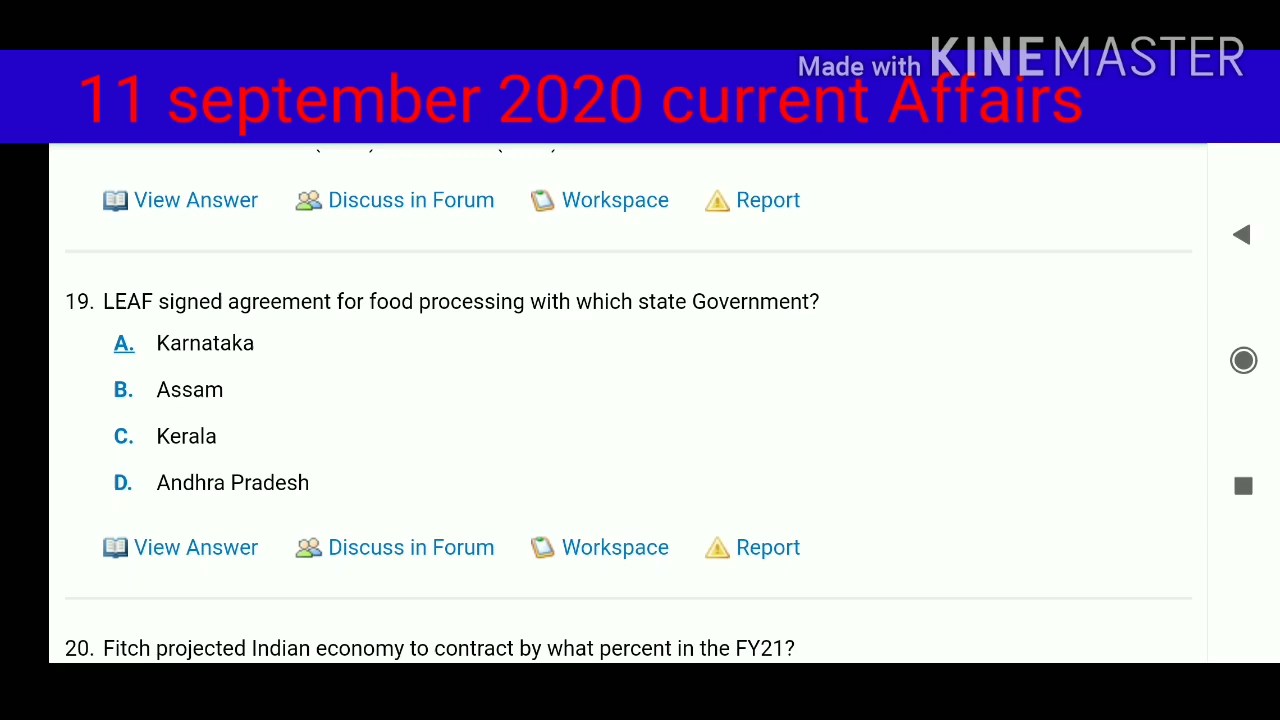 Made with KINEMASTER
11 september 2020 current Affairs
View Answer Discuss in Forum Workspace Report
19. LEAF signed agreement for food processing with which state Government?
A. Karnataka
B. Assam
C. Kerala
D. Andhra Pradesh
View Answer Discuss in Forum Workspace Report
20. Fitch projected Indian economy to contract by what percent in the FY21?